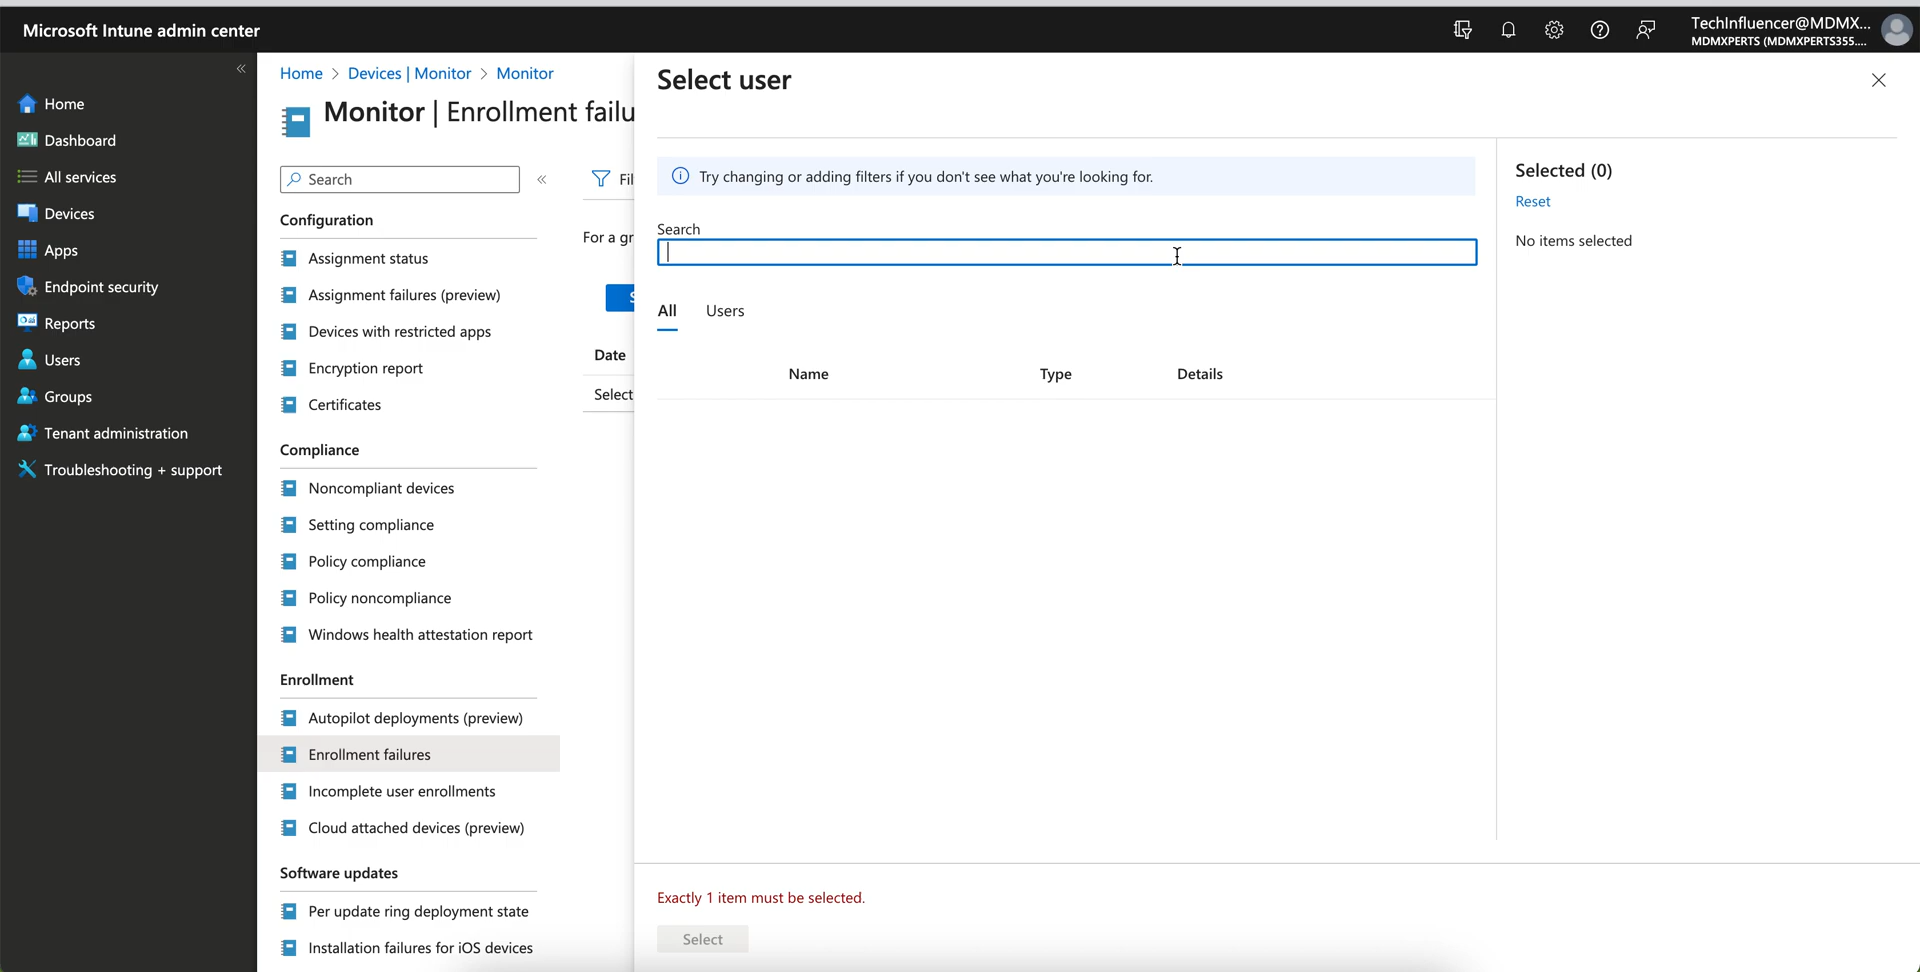 Microsoft Intune admin center
TechInfluencer@MDMX...
MDMXPERTS (MDMXPERTS355....
Home
Dashboard
All services
Devices
Apps
Endpoint security
Reports
Users
Groups
Tenant administration
Troubleshooting + support
Home > Devices | Monitor > Monitor
Monitor | Enrollment failu
Search
Configuration
Assignment status
Assignment failures (preview)
Devices with restricted apps
Encryption report
Certificates
Compliance
Noncompliant devices
Setting compliance
Policy compliance
Policy noncompliance
Windows health attestation report
Enrollment
Autopilot deployments (preview)
Enrollment failures
Incomplete user enrollments
Cloud attached devices (preview)
Software updates
Per update ring deployment state
Installation failures for iOS devices
Fil
For a gr
S
Date
Select
Select user
Try changing or adding filters if you don't see what you're looking for.
Search
All Users
Name Type Details
Exactly 1 item must be selected.
Select
Selected (0)
Reset
No items selected